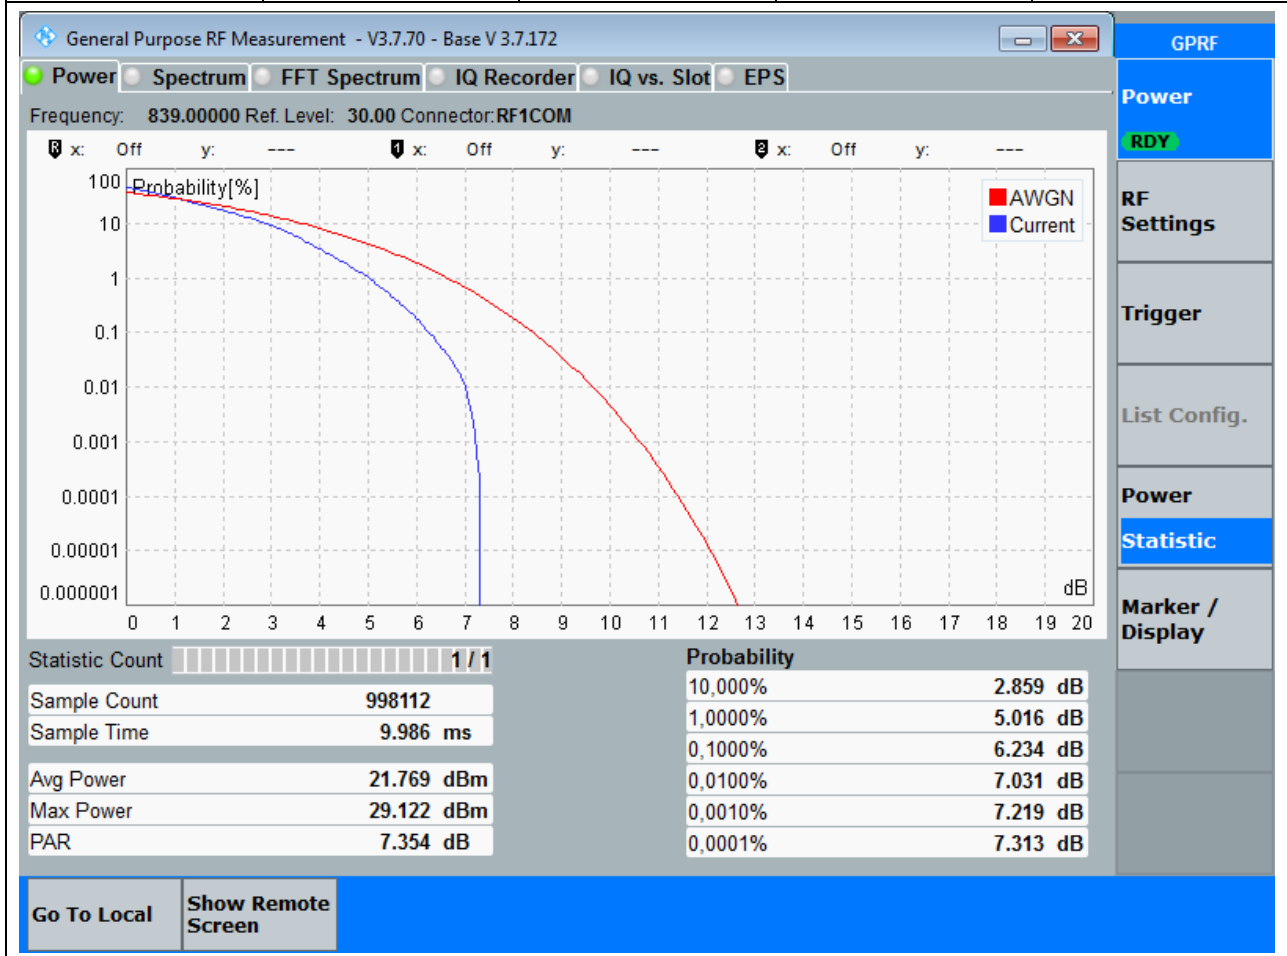 General Purpose RF Measurement - V3.7.70 - Base V 3.7.172
GPRF
Power Spectrum FFT Spectrum IQ Recorder IQ vs. Slot EPS
Frequency: 839.00000 Ref. Level: 30.00 Connector: RF1COM
R x: Off y: --- 1 x: Off y: --- 2 x: Off y: ---
Probability[%]
100
10
1
0.1
0.01
0.001
0.0001
0.00001
0.000001
AWGN
Current
dB
0 1 2 3 4 5 6 7 8 9 10 11 12 13 14 15 16 17 18 19 20
Statistic Count 1 / 1
Sample Count 998112
Sample Time 9.986 ms
Avg Power 21.769 dBm
Max Power 29.122 dBm
PAR 7.354 dB
Probability
10,000% 2.859 dB
1,0000% 5.016 dB
0,1000% 6.234 dB
0,0100% 7.031 dB
0,0010% 7.219 dB
0,0001% 7.313 dB
Power
RDY
RF
Settings
Trigger
List Config.
Power
Statistic
Marker /
Display
Go To Local
Show Remote
Screen